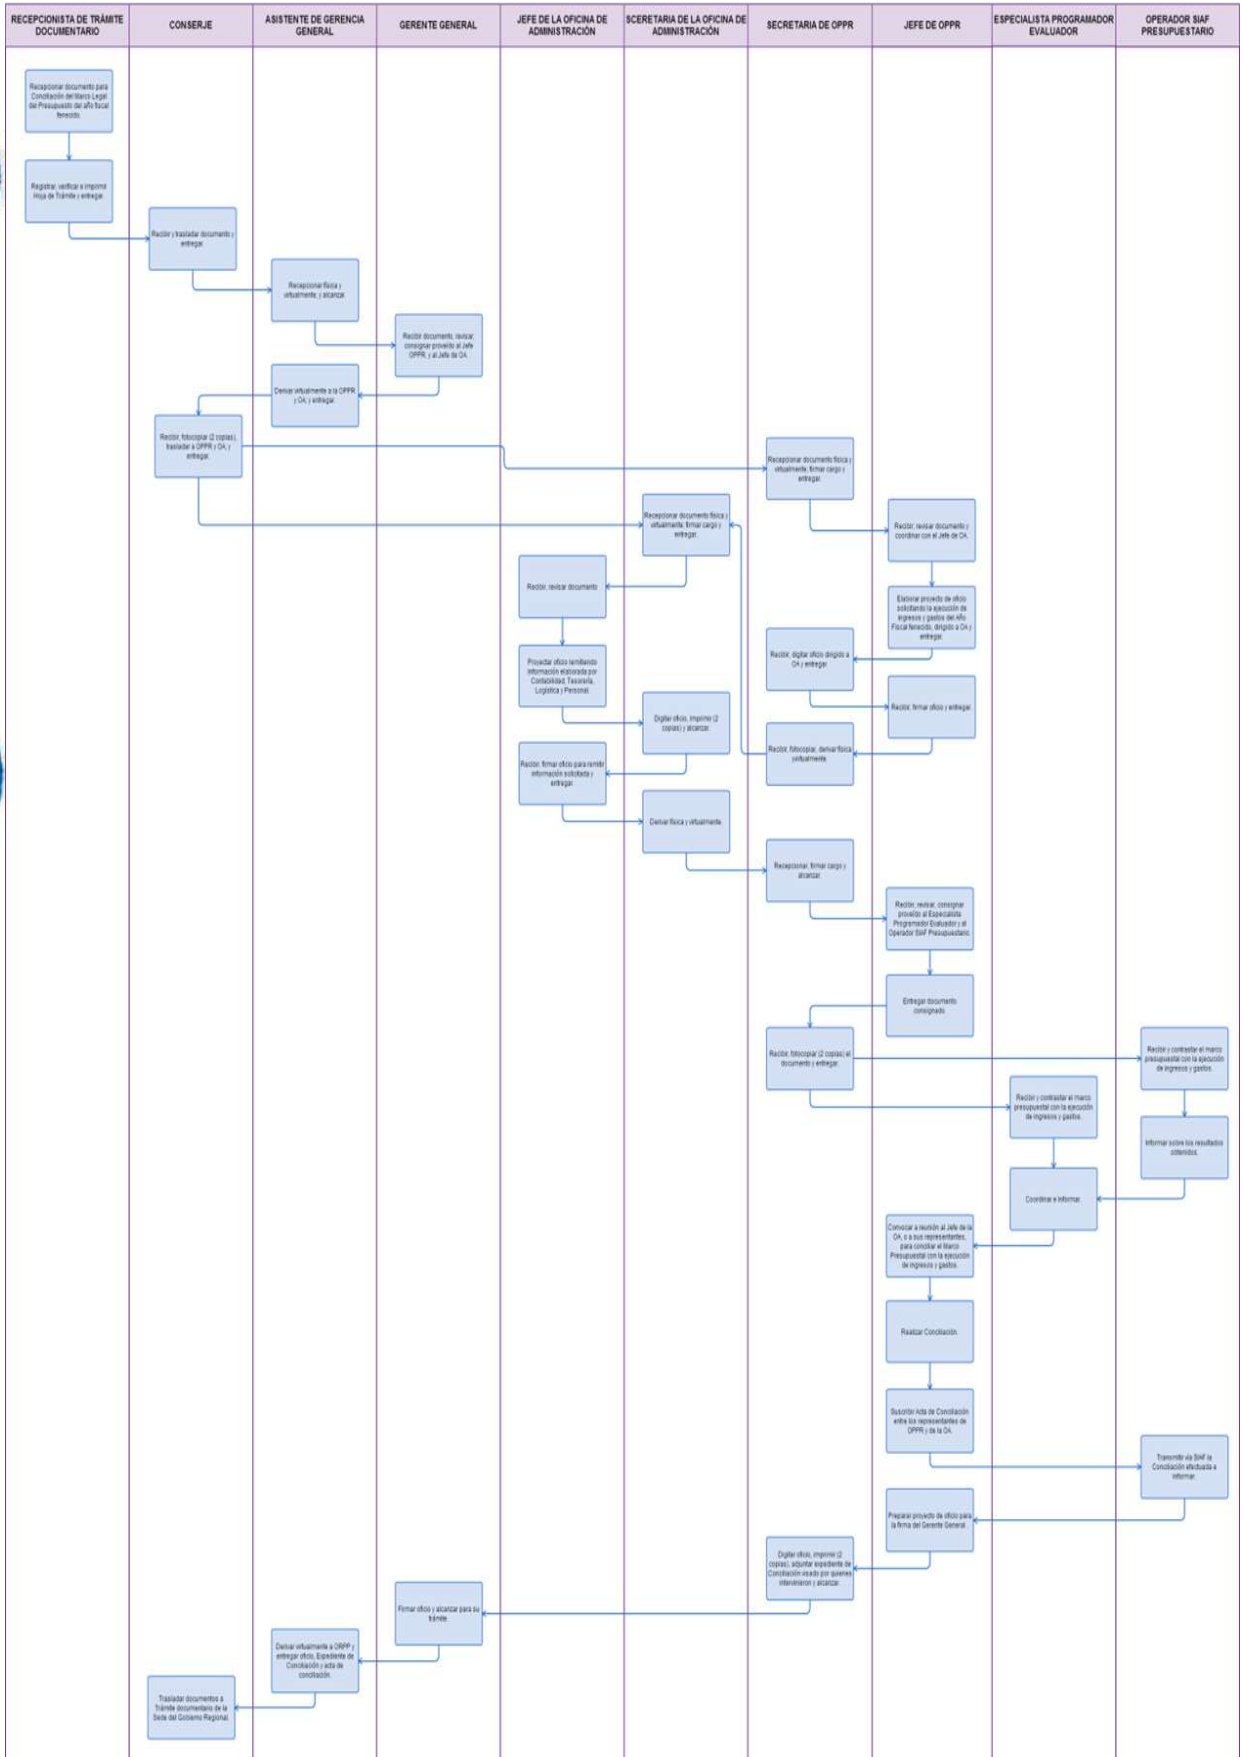 RECEPCIONISTA DE TRÁMITE
DOCUMENTARIO
CONSERJE
ASISTENTE DE GERENCIA
GENERAL
GERENTE GENERAL
JEFE DE LA OFICINA DE
ADMINISTRACIÓN
SCERETARIA DE LA OFICINA DE
ADMINISTRACIÓN
SECRETARIA DE OPPR
JEFE DE OPPR
ESPECIALISTA PROGRAMADOR
EVALUADOR
OPERADOR SIAF
PRESUPUESTARIO
Recepcionar documento para
Conciliación del Marco Legal
del Presupuesto del año fiscal
fenecido.
Registrar, verificar e imprimir
Hoja de Trámite y entregar.
Recibir y trasladar documento y
entregar.
Recepcionar física y
virtualmente, y alcanzar.
Recibir documento, revisar,
consignar proveído al Jefe
OPPR, y al Jefe de OA.
Derivar virtualmente a la OPPR
y OA; y entregar.
Recibir, fotocopiar (2 copias),
trasladar a OPPR y OA; y
entregar.
Recepcionar documento física y
virtualmente; firmar cargo y
entregar.
Recepcionar documento física y
virtualmente; firmar cargo y
entregar.
Recibir, revisar documento y
coordinar con el Jefe de OA.
Recibir, revisar documento
Elaborar proyecto de oficio
solicitando la ejecución de
ingresos y gastos del Año
Fiscal fenecido, dirigido a OA y
entregar.
Recibir, digitar oficio dirigido a
OA y entregar.
Proyectar oficio remitiendo
información elaborada por
Contabilidad, Tesorería,
Logística y Personal.
Recibir, firmar oficio y entregar.
Digitar oficio, imprimir (2
copias) y alcanzar.
Recibir, fotocopiar, derivar física
yvirtualmente.
Recibir, firmar oficio para remitir
información solicitada y
entregar.
Derivar física y virtualmente.
Recepcionar, firmar cargo y
alcanzar.
Recibir, revisar, consignar
proveído al Especialista
Programador Evaluador y al
Operador SIAF Presupuestario.
Entregar documento
consignado.
Recibir, fotocopiar (2 copias) el
documento y entregar.
Recibir y contrastar el marco
presupuestal con la ejecución
de ingresos y gastos.
Recibir y contrastar el marco
presupuestal con la ejecución
de ingresos y gastos.
Informar sobre los resultados
obtenidos.
Coordinar e informar.
Convocar a reunión al Jefe de la
OA, o a sus representantes,
para conciliar el Marco
Presupuestal con la ejecución
de ingresos y gastos.
Realizar Conciliación.
Suscribir Acta de Conciliación
entre los representantes de
OPPR y de la OA.
Transmitir vía SIAF la
Conciliación efectuada e
informar.
Preparar proyecto de oficio para
la firma del Gerente General.
Digitar oficio, imprimir (2
copias), adjuntar expediente de
Conciliación visado por quienes
intervinieron y alcanzar.
Firmar oficio y alcanzar para su
trámite.
Derivar virtualmente a ORPP y
entregar oficio, Expediente de
Conciliación y acta de
conciliación.
Trasladar documentos a
Trámite documentario de la
Sede del Gobierno Regional.